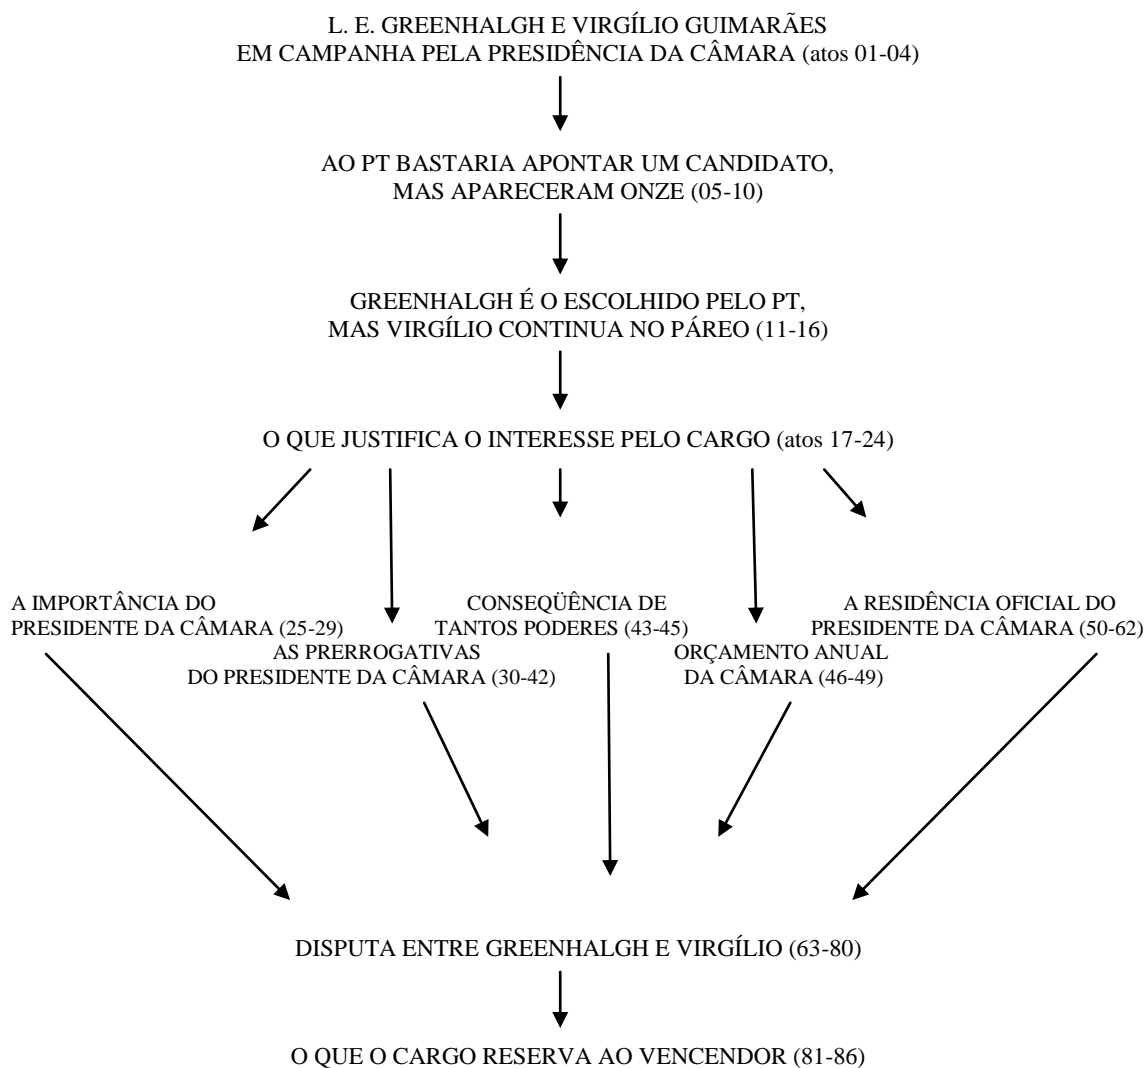 L. E. GREENHALGH E VIRGÍLIO GUIMARÃES
EM CAMPANHA PELA PRESIDÊNCIA DA CÂMARA (atos 01-04)
AO PT BASTARIA APONTAR UM CANDIDATO,
MAS APARECERAM ONZE (05-10)
GREENHALGH É O ESCOLHIDO PELO PT,
MAS VIRGÍLIO CONTINUA NO PÁREO (11-16)
O QUE JUSTIFICA O INTERESSE PELO CARGO (atos 17-24)
A IMPORTÂNCIA DO
PRESIDENTE DA CÂMARA (25-29)
AS PRERROGATIVAS
DO PRESIDENTE DA CÂMARA (30-42)
CONSEQÜÊNCIA DE
TANTOS PODERES (43-45)
ORÇAMENTO ANUAL
DA CÂMARA (46-49)
A RESIDÊNCIA OFICIAL DO
PRESIDENTE DA CÂMARA (50-62)
DISPUTA ENTRE GREENHALGH E VIRGÍLIO (63-80)
O QUE O CARGO RESERVA AO VENCENDOR (81-86)